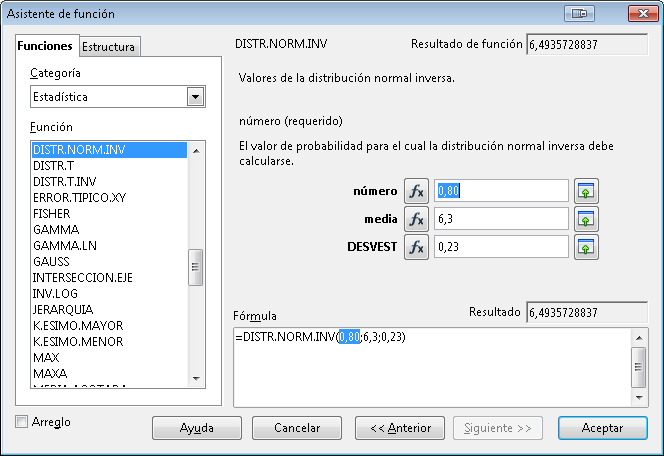 Asistente de función
Funciones
Estructura
Categoría
Estadística
Función
DISTR.NORM.INV
DISTR.T
DISTR.T.INV
ERROR.TIPICO.XY
FISHER
GAMMA
GAMMA.LN
GAUSS
INTERSECCION.EJE
INV.LOG
JERARQUIA
K.ESIMO.MAYOR
K.ESIMO.MENOR
MAX
MAXA
MEDIA.ACOTADA
DISTR.NORM.INV
Resultado de función 6,4935728837
Valores de la distribución normal inversa.
número (requerido)
El valor de probabilidad para el cual la distribución normal inversa debe
calcularse.
número fx 0,80
media fx 6,3
DESVEST fx 0,23
Fórmula
Resultado 6,4935728837
=DISTR.NORM.INV(0,80;6,3;0,23)
Arreglo
Ayuda
Cancelar
<< Anterior
Siguiente >>
Aceptar